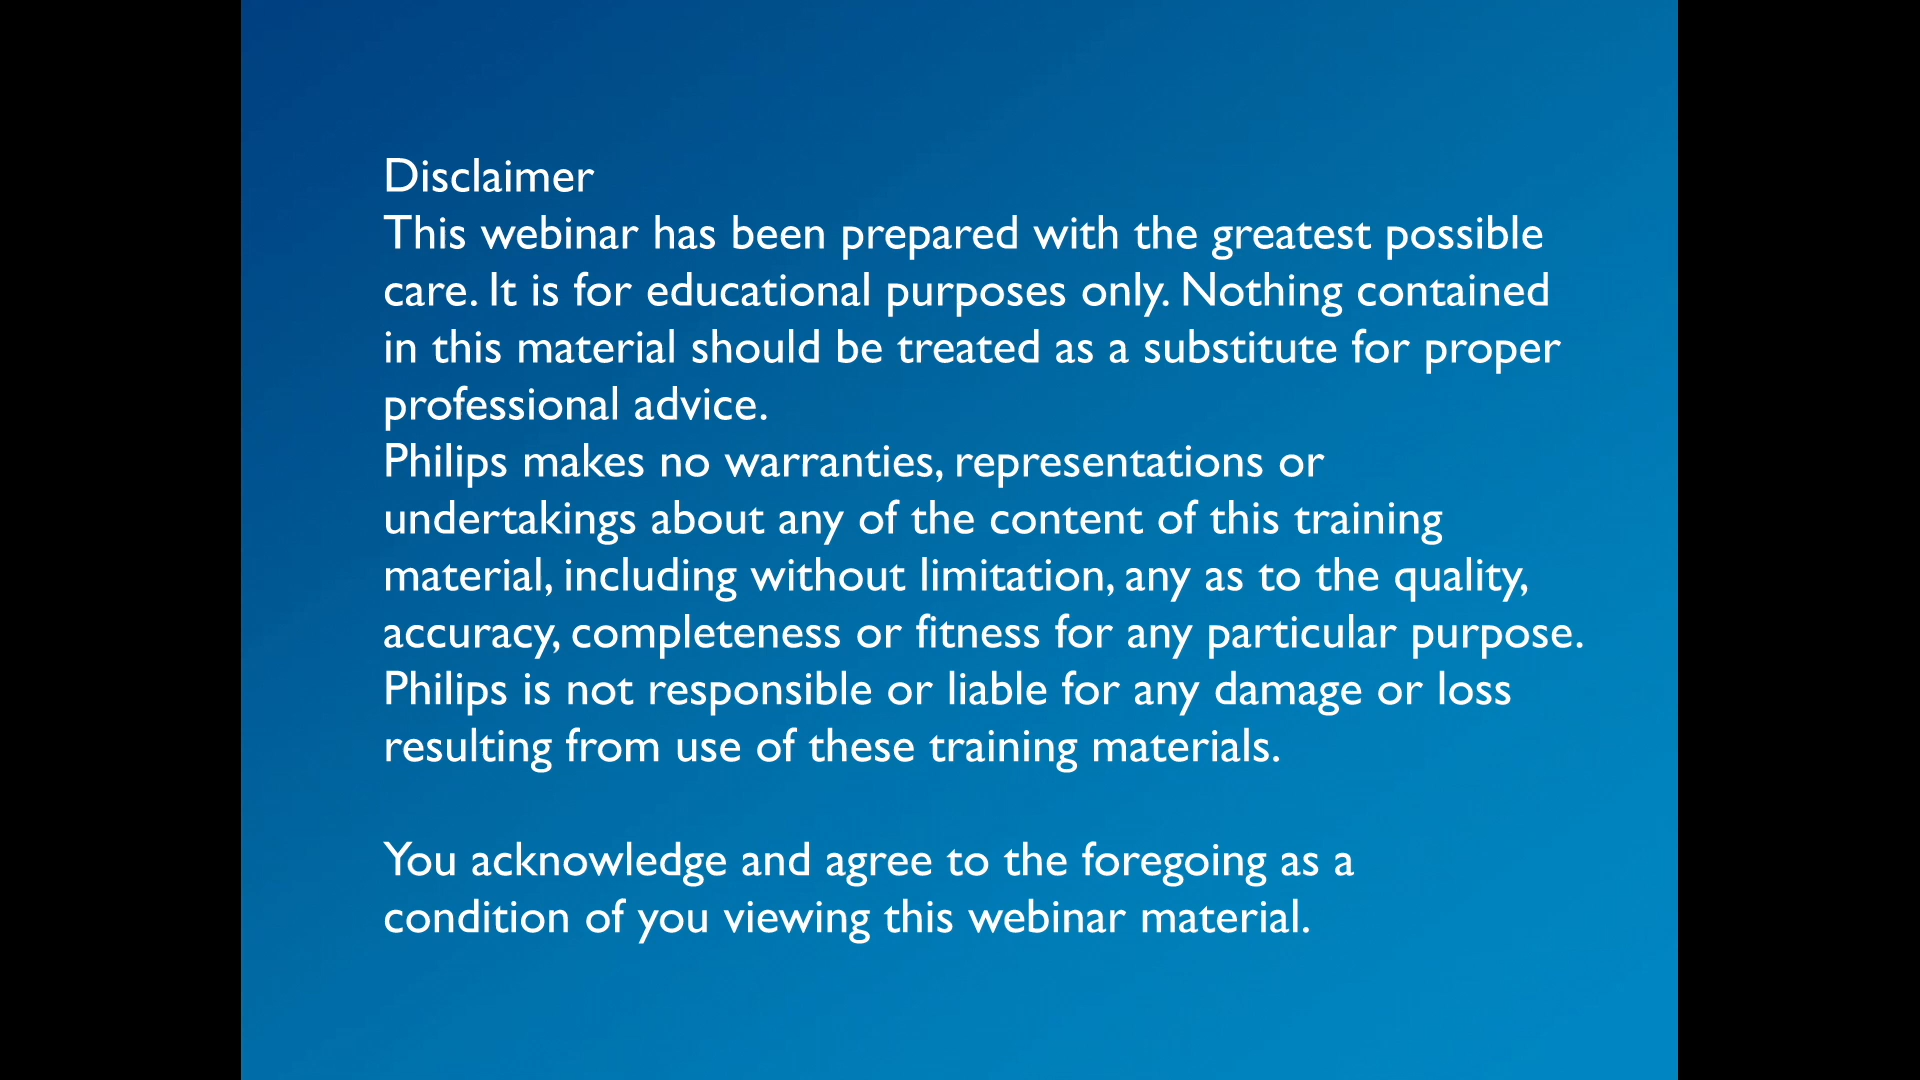 Disclaimer
This webinar has been prepared with the greatest possible
care. It is for educational purposes only. Nothing contained
in this material should be treated as a substitute for proper
professional advice.
Philips makes no warranties, representations or
undertakings about any of the content of this training
material, including without limitation, any as to the quality,
accuracy, completeness or fitness for any particular purpose.
Philips is not responsible or liable for any damage or loss
resulting from use of these training materials.
You acknowledge and agree to the foregoing as a
condition of you viewing this webinar material.